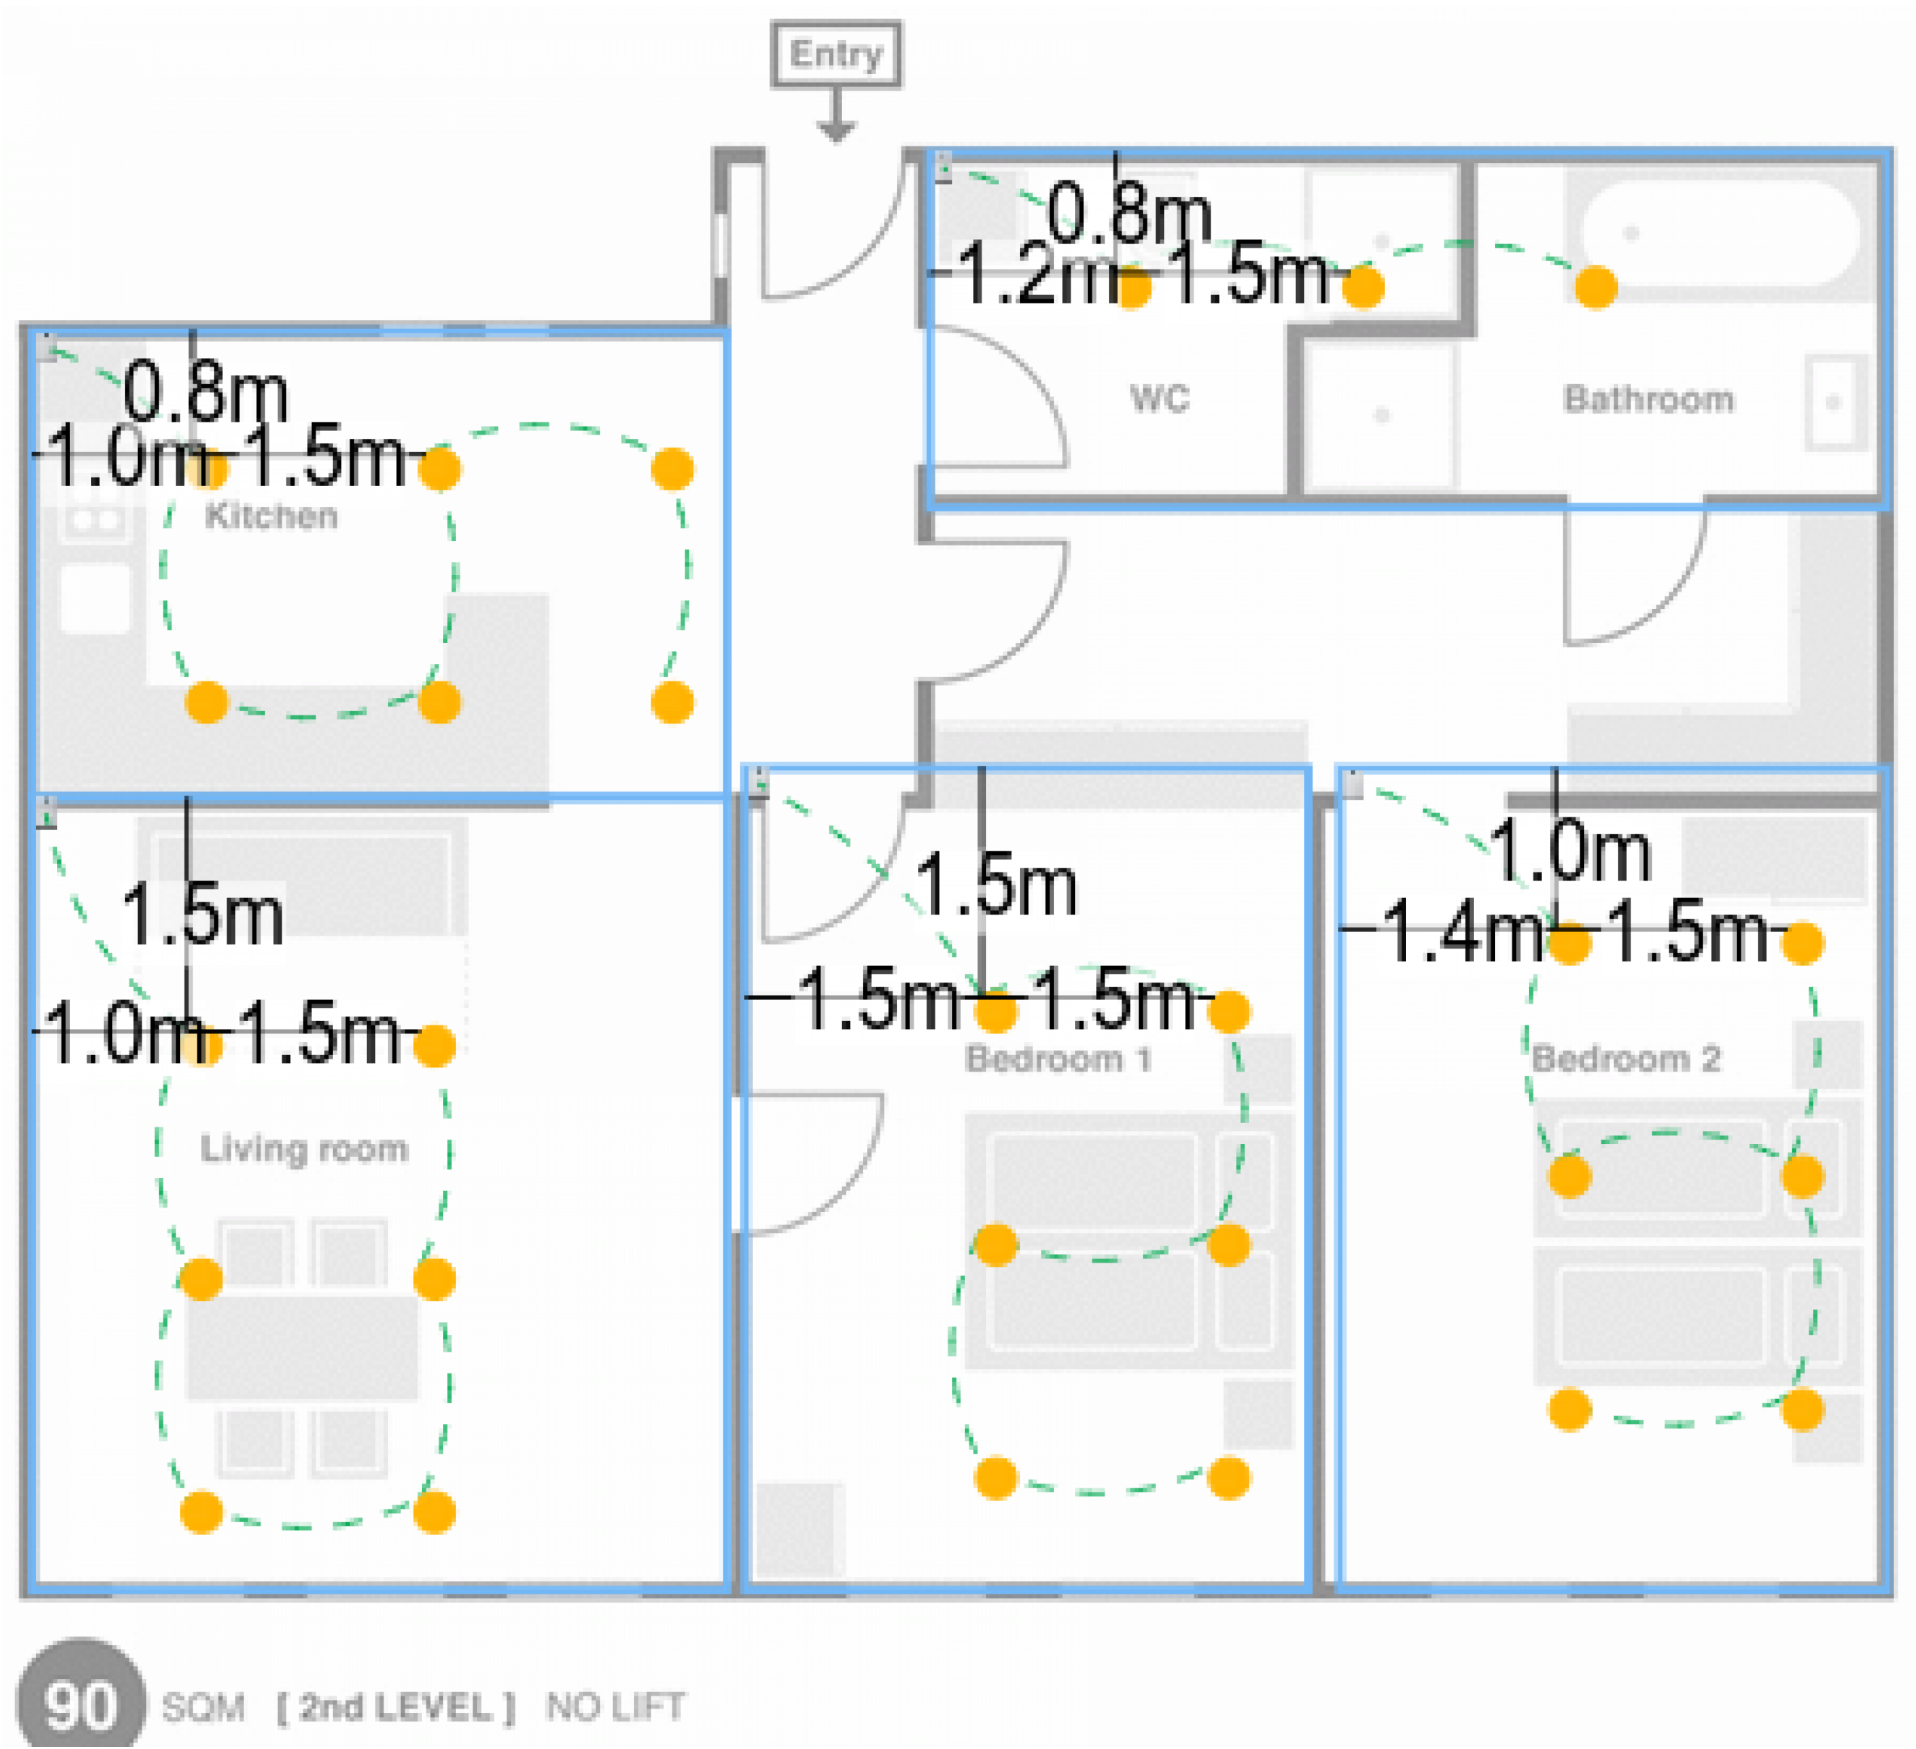 Entry
0.8m
1.2m 1.5m
0.8m
WC
Bathroom
1.0m 1.5m
Kitchen
1.0m
1.5m
1.5m
1.4m 1.5m
1.5m 1.5m
1.0m 1.5m
Bedroom 1
Bedroom 2
Living room
90 SQM [ 2nd LEVEL ] NO LIFT